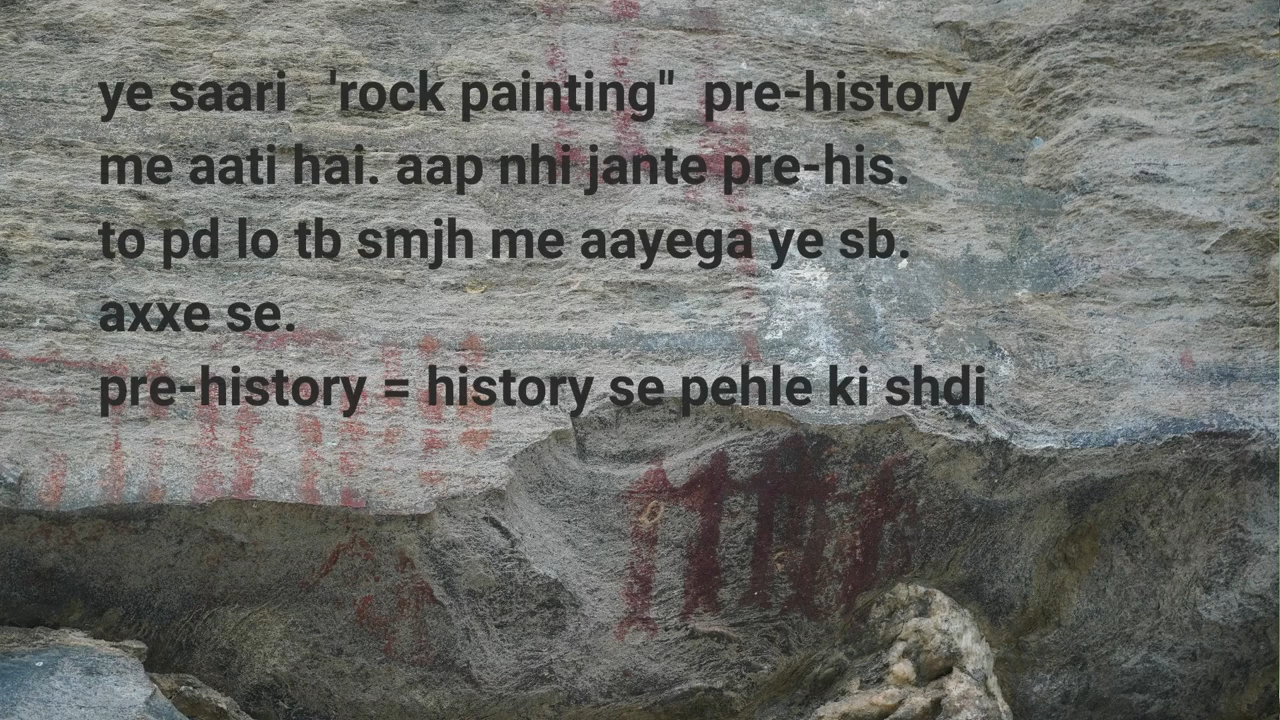 ye saari 'rock painting" pre-history
me aati hai. aap nhi jante pre-his.
to pd lo tb smjh me aayega ye sb.
axxe se.
pre-history = history se pehle ki shdi